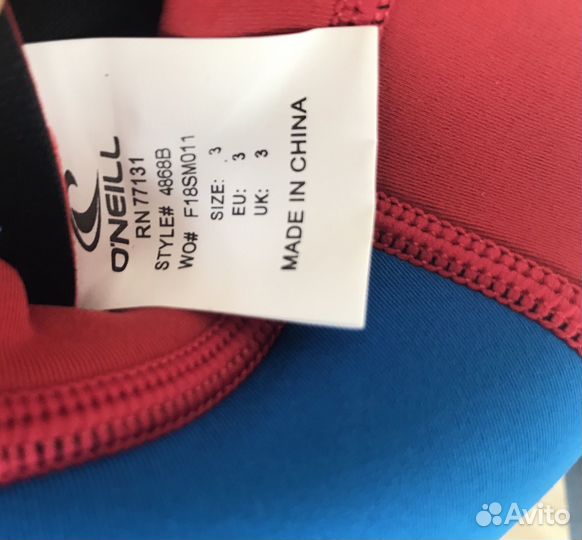 O'NEILL
RN 77131
STYLE# 4868B
WO# F18SM011
SIZE: 3
EU: 3
UK: 3
MADE IN CHINA
Avito